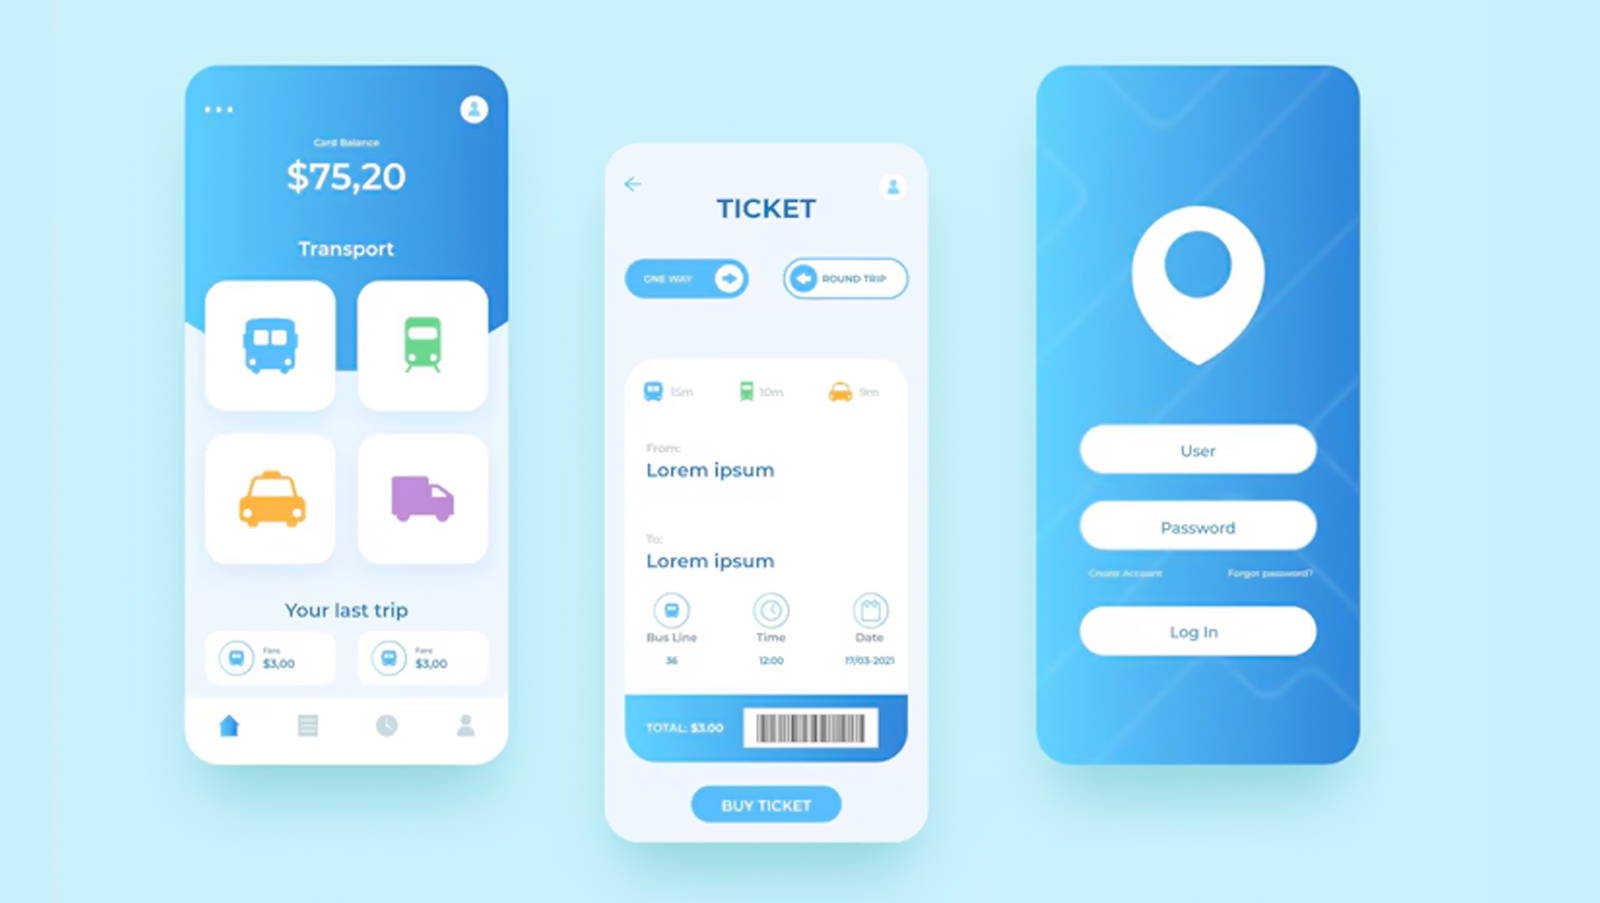 Card Balance
$75,20
Transport
Your last trip
Fare
$3,00
Fare
$3,00
TICKET
ONE WAY
ROUND TRIP
15m
10m
9m
From:
Lorem ipsum
To:
Lorem ipsum
Bus Line
Time
Date
36
12:00
17/03-2021
TOTAL: $3.00
BUY TICKET
User
Password
Create Account
Forgot password?
Log In